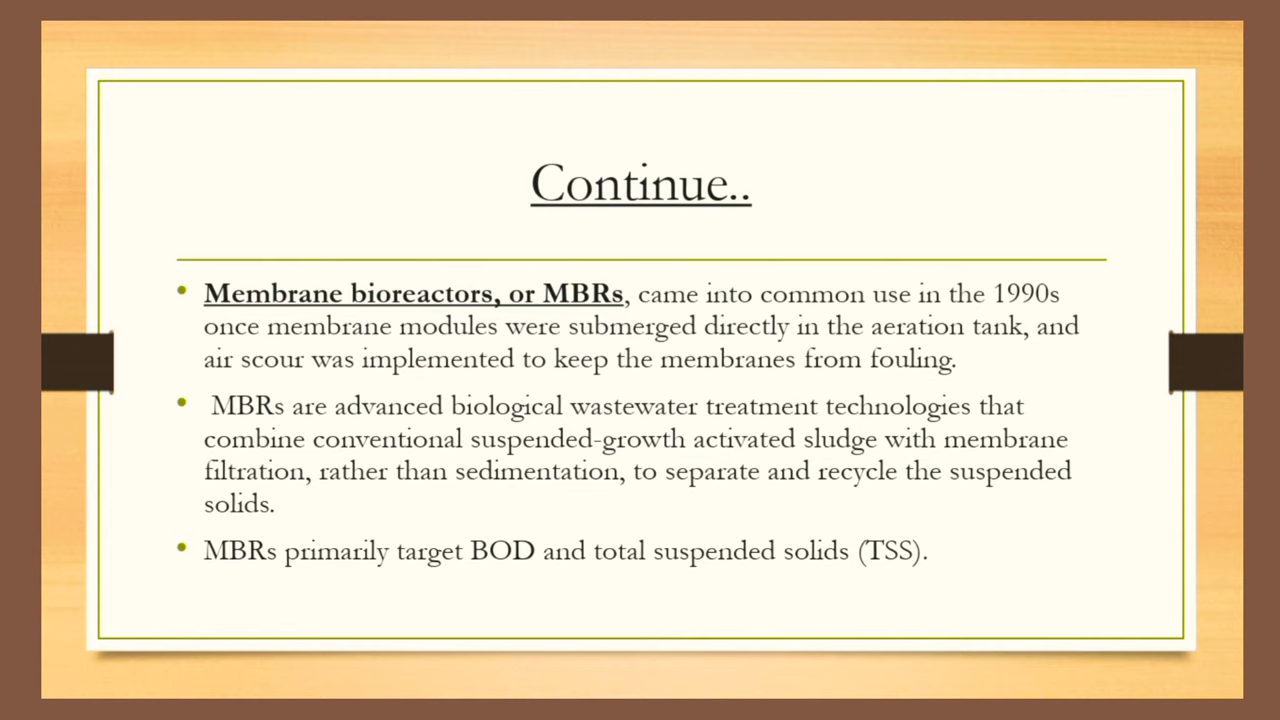 Continue..
• Membrane bioreactors, or MBRs, came into common use in the 1990s
once membrane modules were submerged directly in the aeration tank, and
air scour was implemented to keep the membranes from fouling.
• MBRs are advanced biological wastewater treatment technologies that
combine conventional suspended-growth activated sludge with membrane
filtration, rather than sedimentation, to separate and recycle the suspended
solids.
• MBRs primarily target BOD and total suspended solids (TSS).